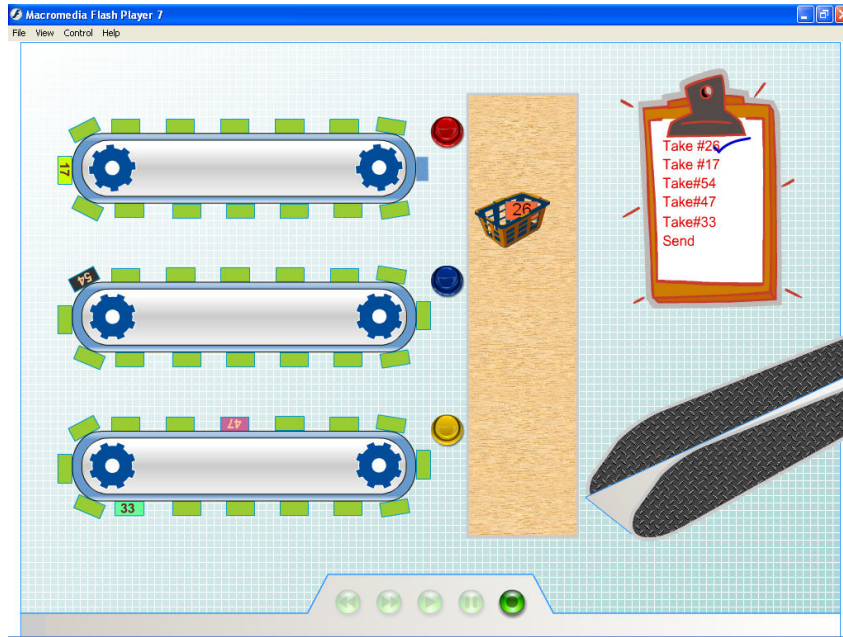 Macromedia Flash Player 7
File View Control Help
Take #26
Take #17
Take#54
Take#47
Take#33
Send
17
26
54
47
33